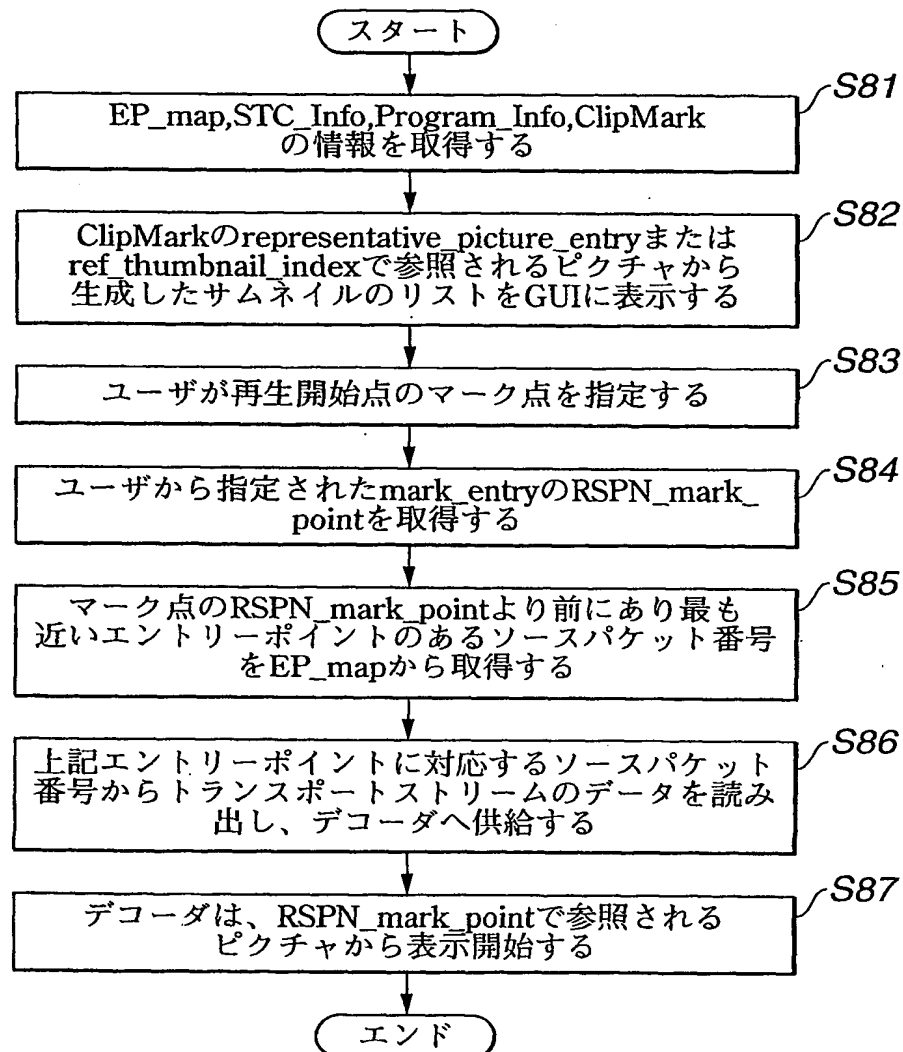 スタート
S81
EP_map,STC_Info,Program_Info,ClipMark
の情報を取得する
S82
ClipMarkのrepresentative_picture_entryまたは
ref_thumbnail_indexで参照されるピクチャから
生成したサムネイルのリストをGUIに表示する
S83
ユーザが再生開始点のマーク点を指定する
S84
ユーザから指定されたmark_entryのRSPN_mark_
pointを取得する
S85
マーク点のRSPN_mark_pointより前にあり最も
近いエントリーポイントのあるソースパケット番号
をEP_mapから取得する
S86
上記エントリーポイントに対応するソースパケット
番号からトランスポートストリームのデータを読み
出し、デコーダへ供給する
S87
デコーダは、RSPN_mark_pointで参照される
ピクチャから表示開始する
エンド